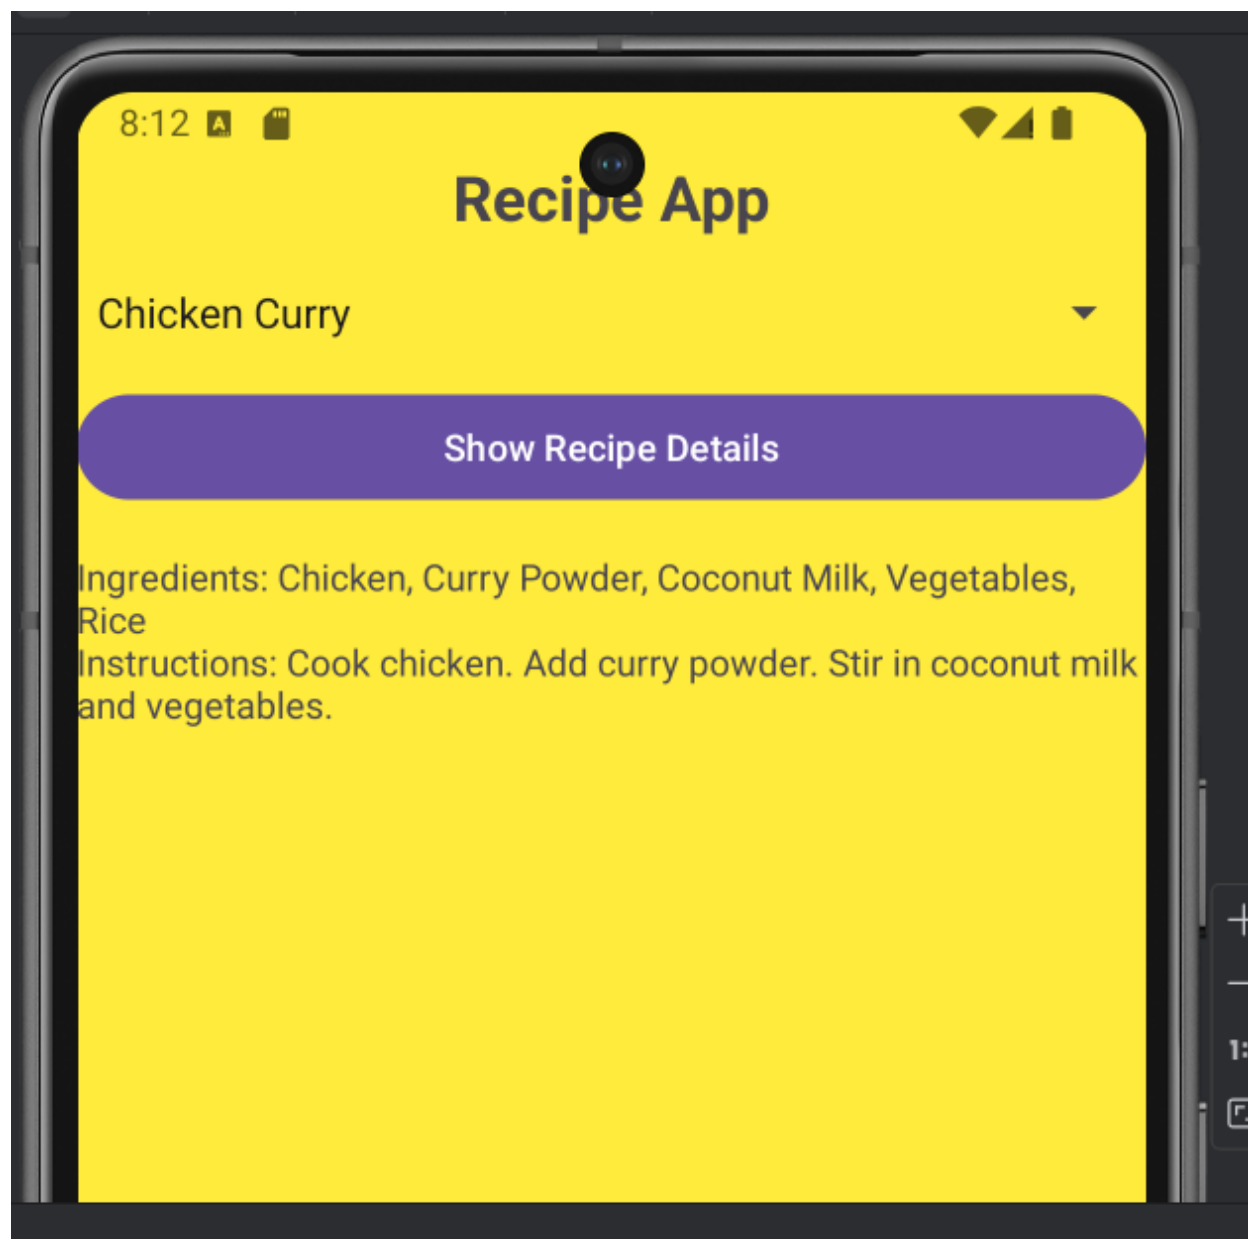 8:12
Recipe App
Chicken Curry
Show Recipe Details
Ingredients: Chicken, Curry Powder, Coconut Milk, Vegetables,
Rice
Instructions: Cook chicken. Add curry powder. Stir in coconut milk
and vegetables.
1: